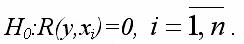 H₀:R(y,xᵢ)=0, i = 1,n .